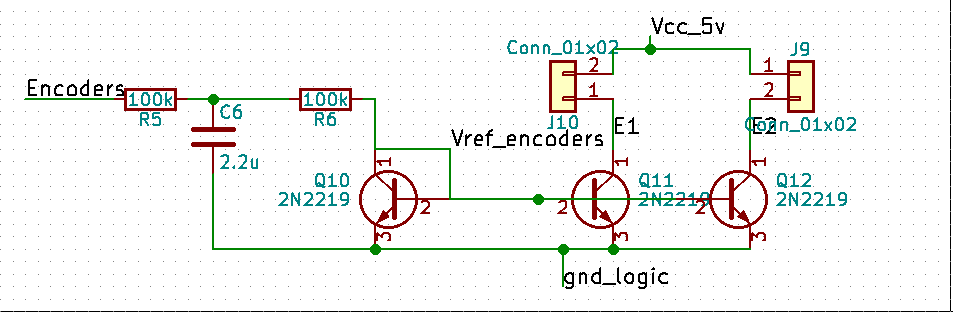 Vcc_5v
Conn_01x02
J9
2
1
1
2
Encoders
100k
R5
C6
100k
R6
J10
E1
E2
Conn_01x02
Vref_encoders
2.2u
1
1
1
Q10
2N2219
2
2
Q11
2N2219
2
Q12
2N2219
3
3
3
gnd_logic